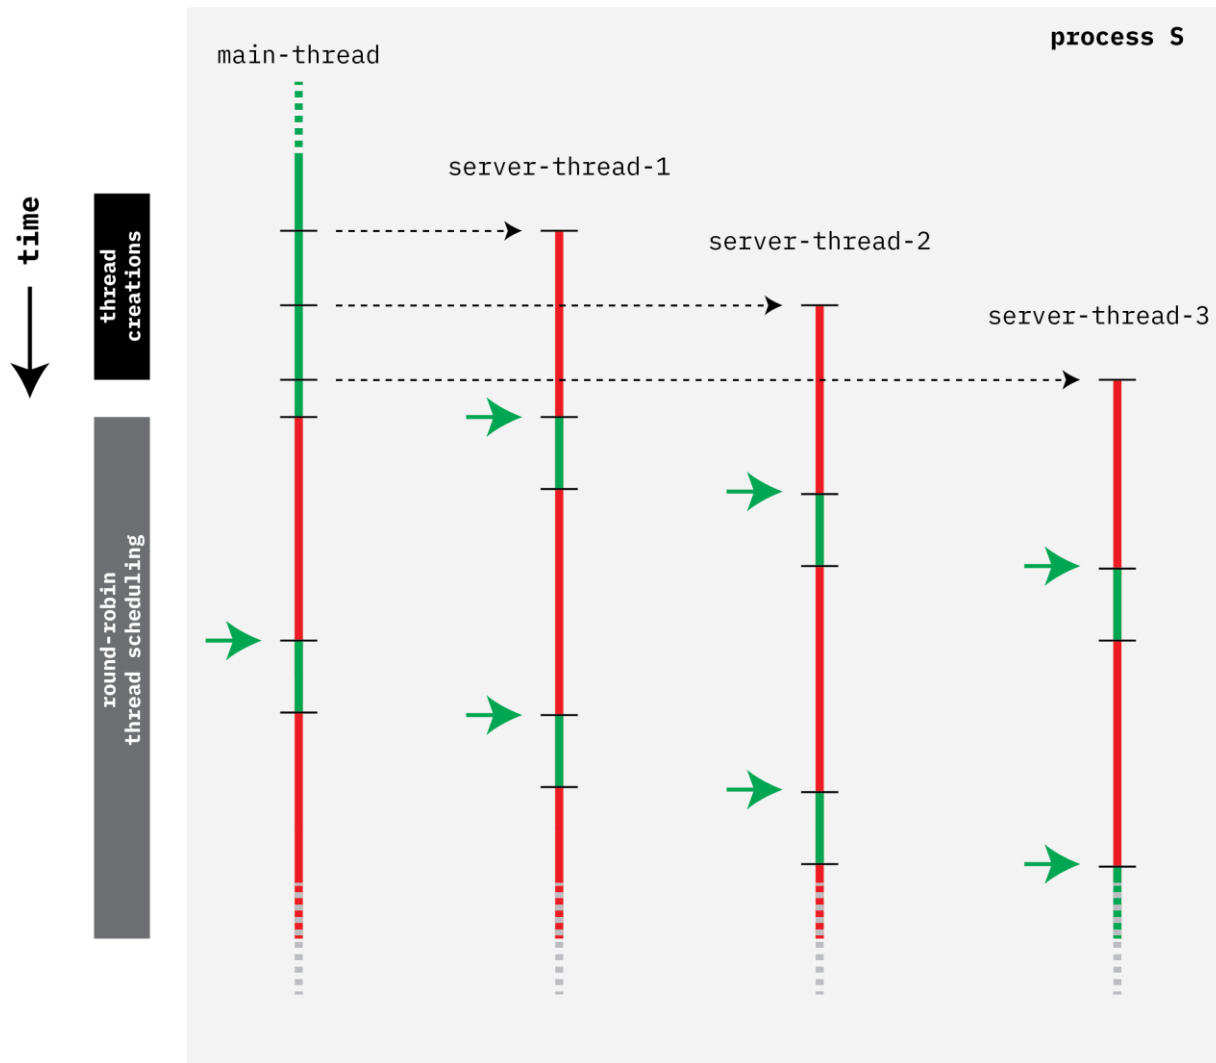 process S
main-thread
server-thread-1
server-thread-2
server-thread-3
time
thread
creations
round-robin
thread scheduling